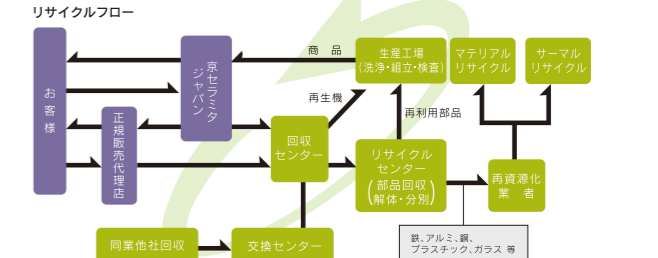 リサイクルフロー
お客様
京セラミタ
ジャパン
正規販売代理店
商 品
生産工場
(洗浄・組立・検査)
マテリアル
リサイクル
サーマル
リサイクル
再生機
再利用部品
回収
センター
リサイクル
センター
(部品回収
解体・分別)
再資源化
業 者
鉄、アルミ、銅、
プラスチック、ガラス 等
同業他社回収
交換センター